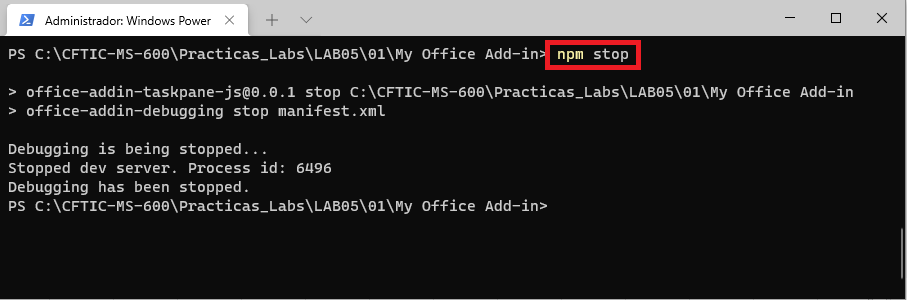 Administrador: Windows Power
PS C:\CFTIC-MS-600\Practicas_Labs\LAB05\01\My Office Add-in> npm stop
> office-addin-taskpane-js@0.0.1 stop C:\CFTIC-MS-600\Practicas_Labs\LAB05\01\My Office Add-in
> office-addin-debugging stop manifest.xml
Debugging is being stopped...
Stopped dev server. Process id: 6496
Debugging has been stopped.
PS C:\CFTIC-MS-600\Practicas_Labs\LAB05\01\My Office Add-in>